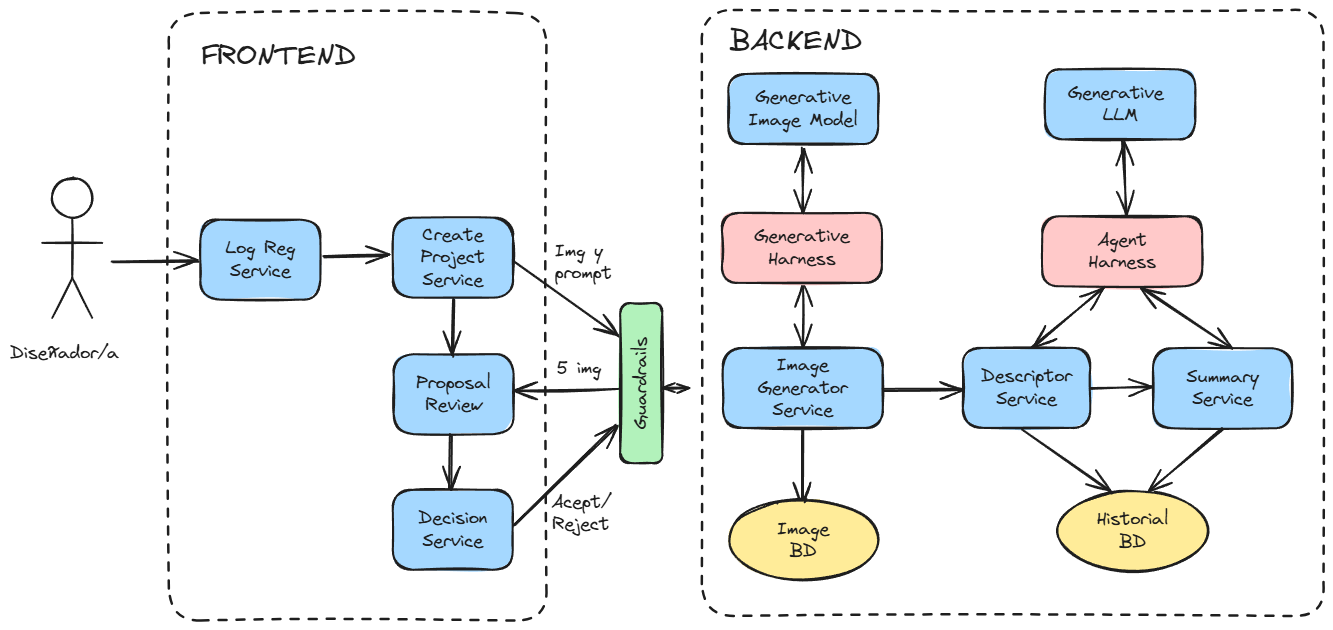 FRONTEND
BACKEND
Generative
Image Model
Generative
LLM
Log Reg
Service
Create
Project
Service
Img y
prompt
Generative
Harness
Agent
Harness
Diseñador/a
Proposal
Review
5 img
Guardrails
Image
Generator
Service
Descriptor
Service
Summary
Service
Decision
Service
Acept/
Reject
Image
BD
Historial
BD